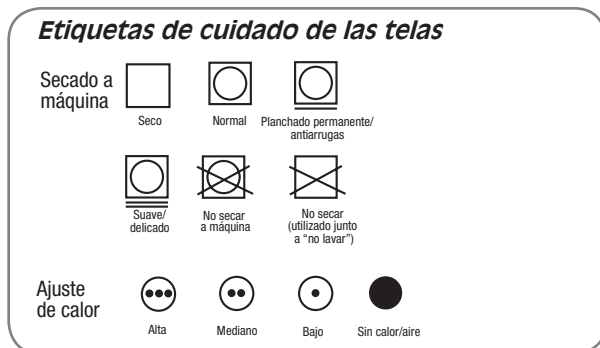 Etiquetas de cuidado de las telas
Secado a
máquina
Seco
Normal
Planchado permanente/
antiarrugas
Suave/
delicado
No secar
a máquina
No secar
(utilizado junto
a “no lavar”)
Ajuste
de calor
Alta
Mediano
Bajo
Sin calor/aire